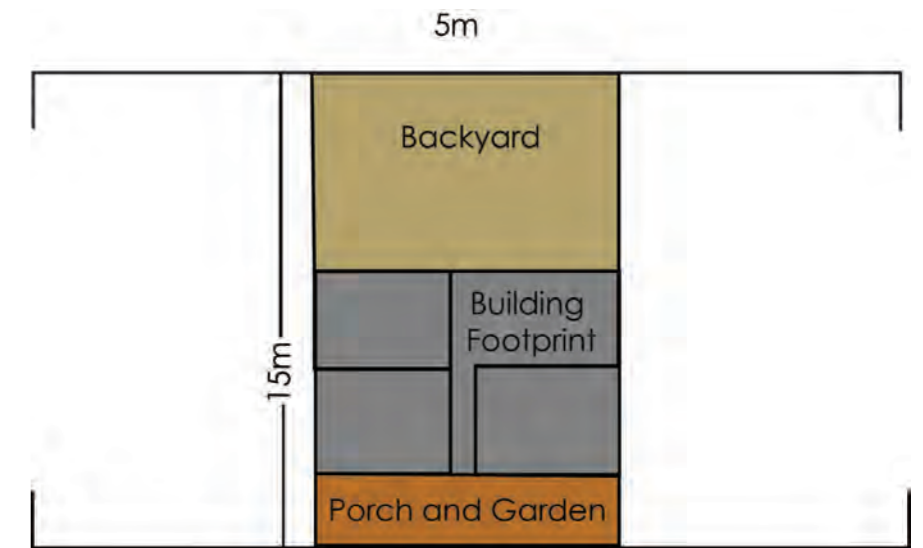 5m
Backyard
Building
Footprint
15m
Porch and Garden